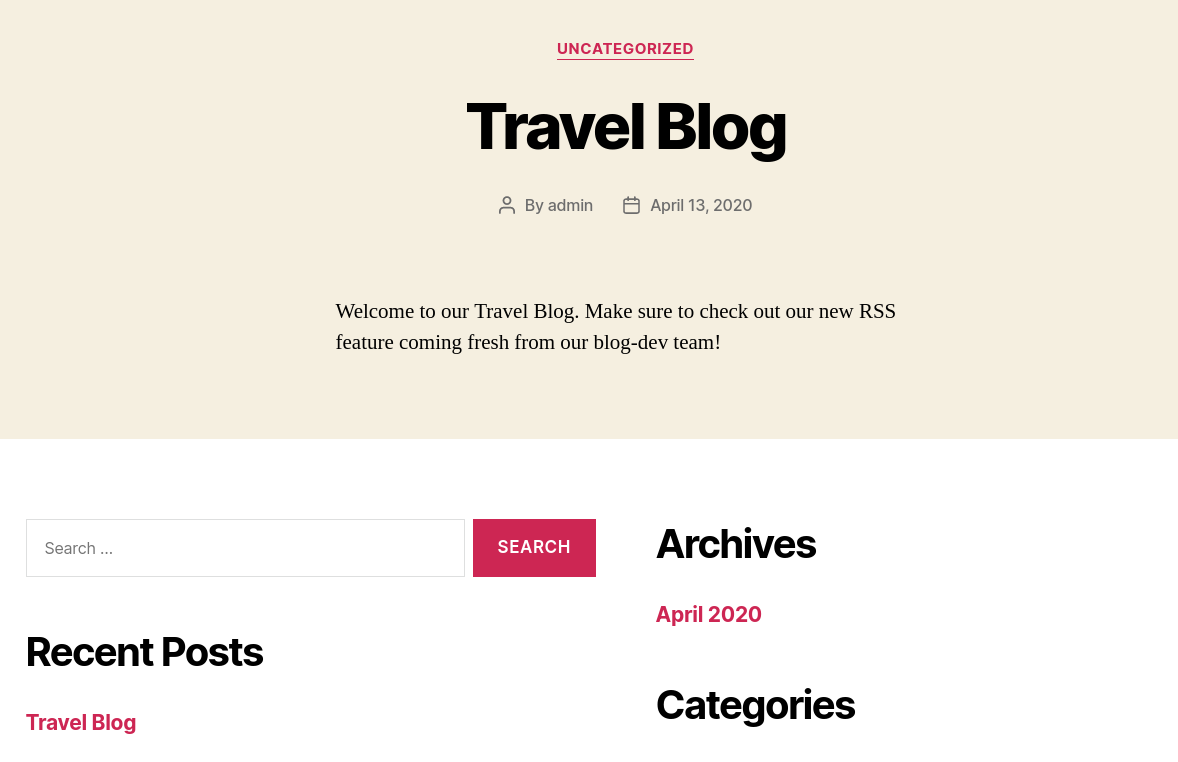 UNCATEGORIZED
Travel Blog
By admin April 13, 2020
Welcome to our Travel Blog. Make sure to check out our new RSS
feature coming fresh from our blog-dev team!
Search …
SEARCH
Recent Posts
Travel Blog
Archives
April 2020
Categories